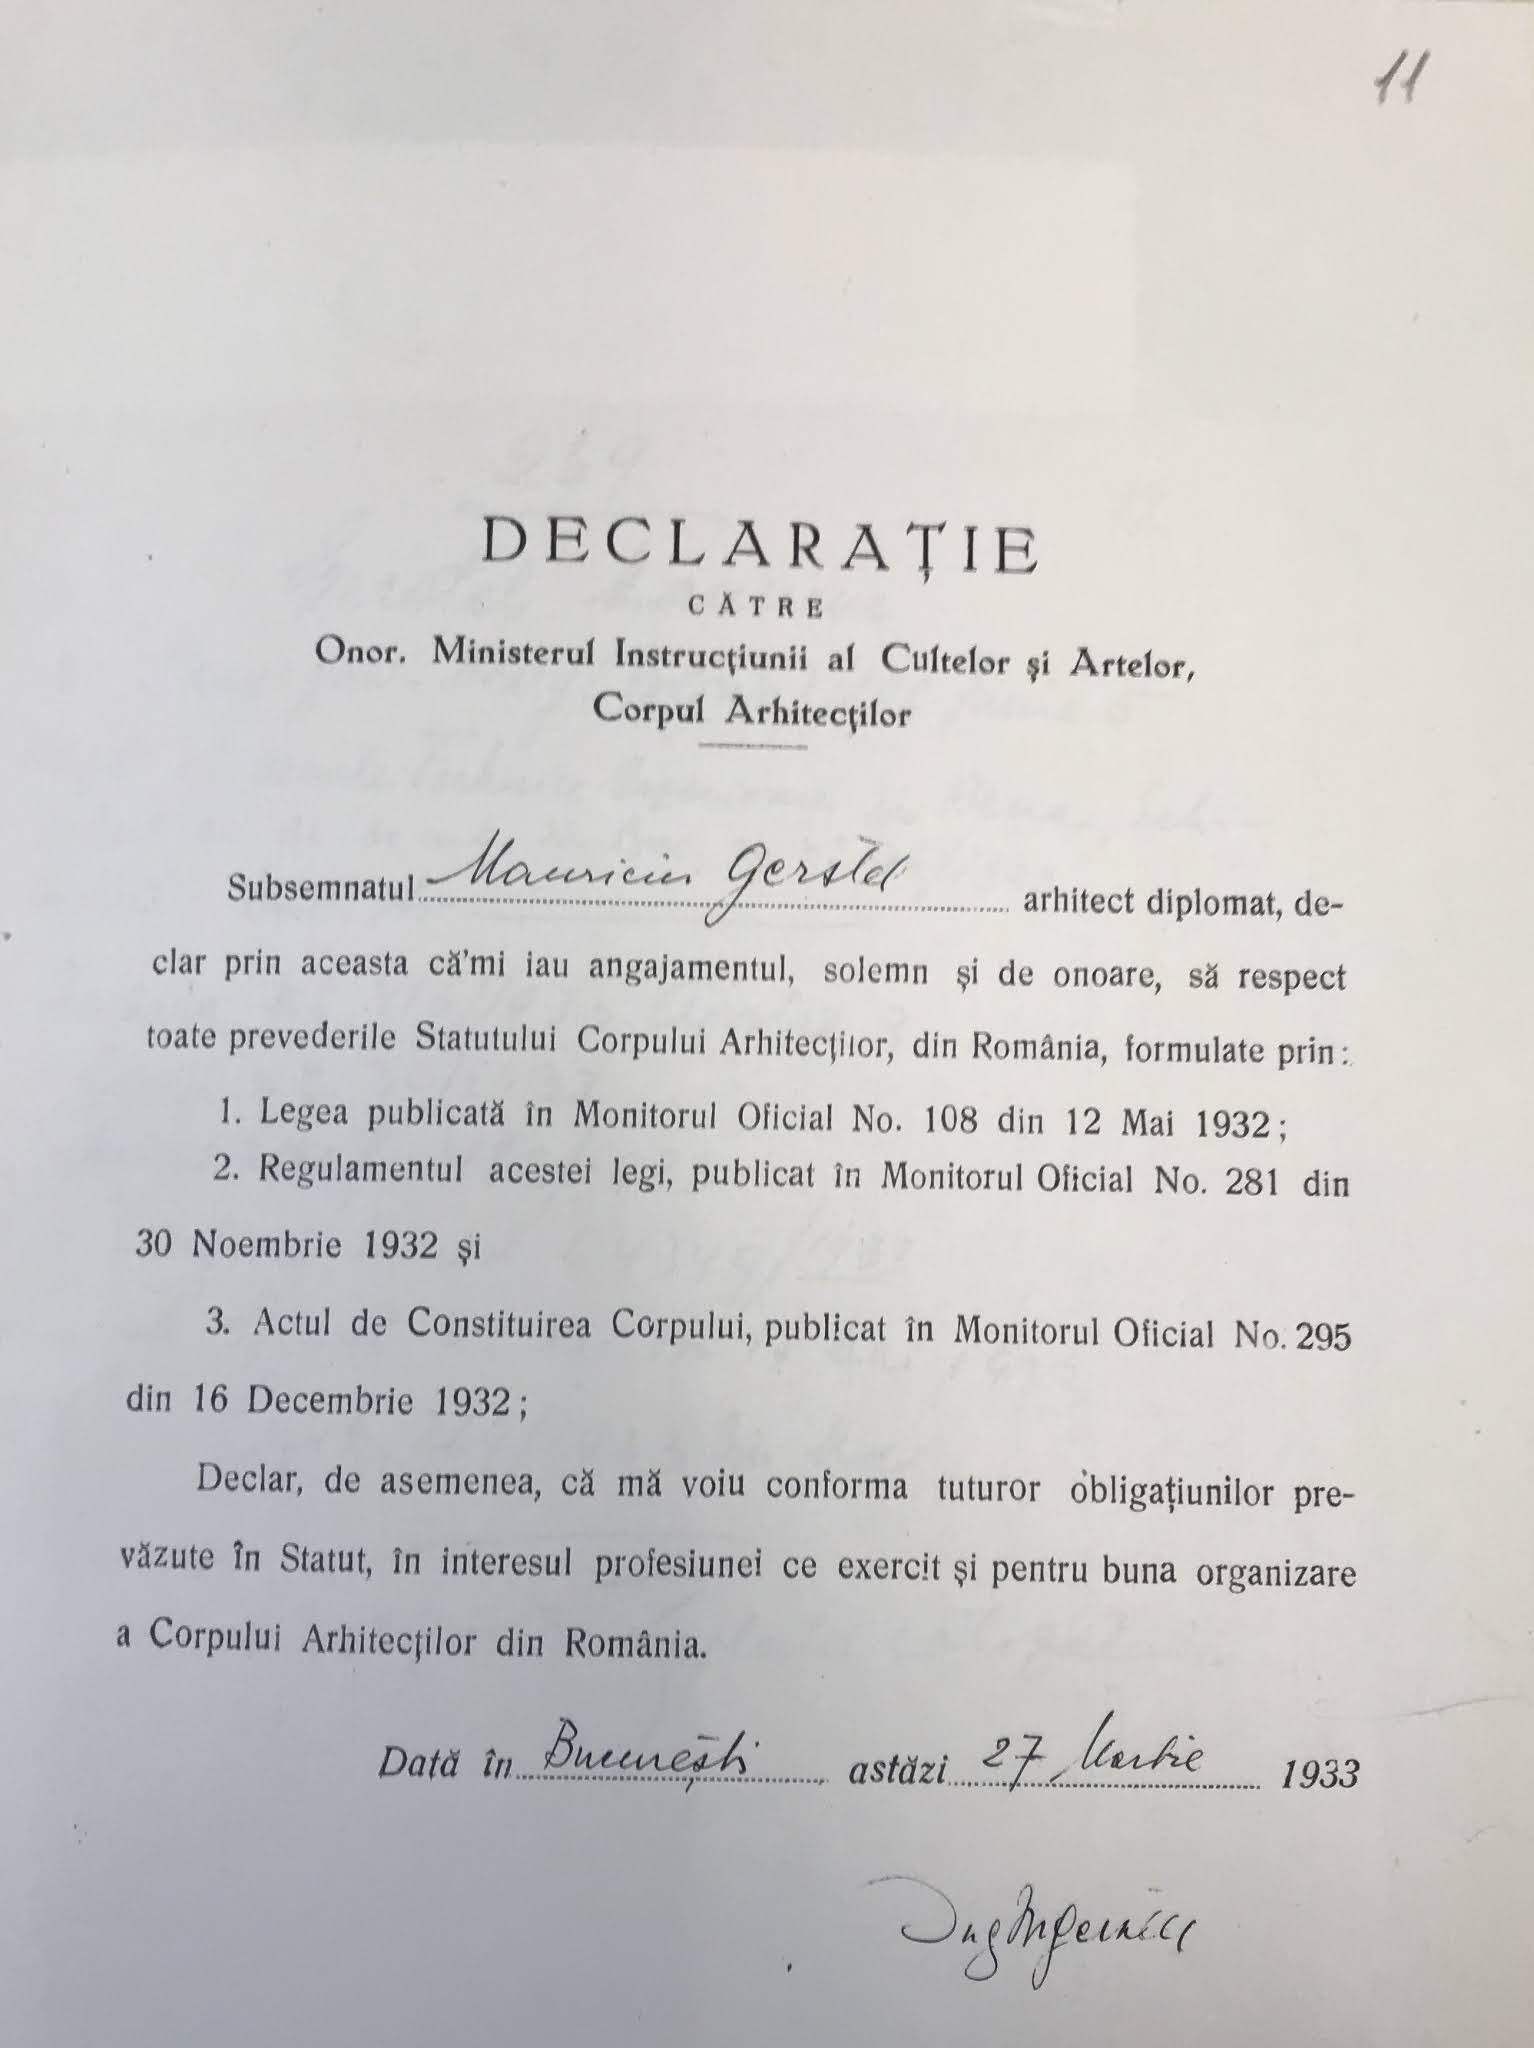 11
DECLARAȚIE
CĂTRE
Onor. Ministerul Instrucțiunii al Cultelor și Artelor,
Corpul Arhitecților
Subsemnatul Mauriciu Gerstel arhitect diplomat, de-
clar prin aceasta că'mi iau angajamentul, solemn și de onoare, să respect
toate prevederile Statutului Corpului Arhitecților, din România, formulate prin:
1. Legea publicată în Monitorul Oficial No. 108 din 12 Mai 1932;
2. Regulamentul acestei legi, publicat în Monitorul Oficial No. 281 din
30 Noembrie 1932 și
3. Actul de Constituirea Corpului, publicat în Monitorul Oficial No. 295
din 16 Decembrie 1932;
Declar, de asemenea, că mă voiu conforma tuturor obligațiunilor pre-
văzute în Statut, în interesul profesiunei ce exercit și pentru buna organizare
a Corpului Arhitecților din România.
Dată în București astăzi 27 Martie 1933